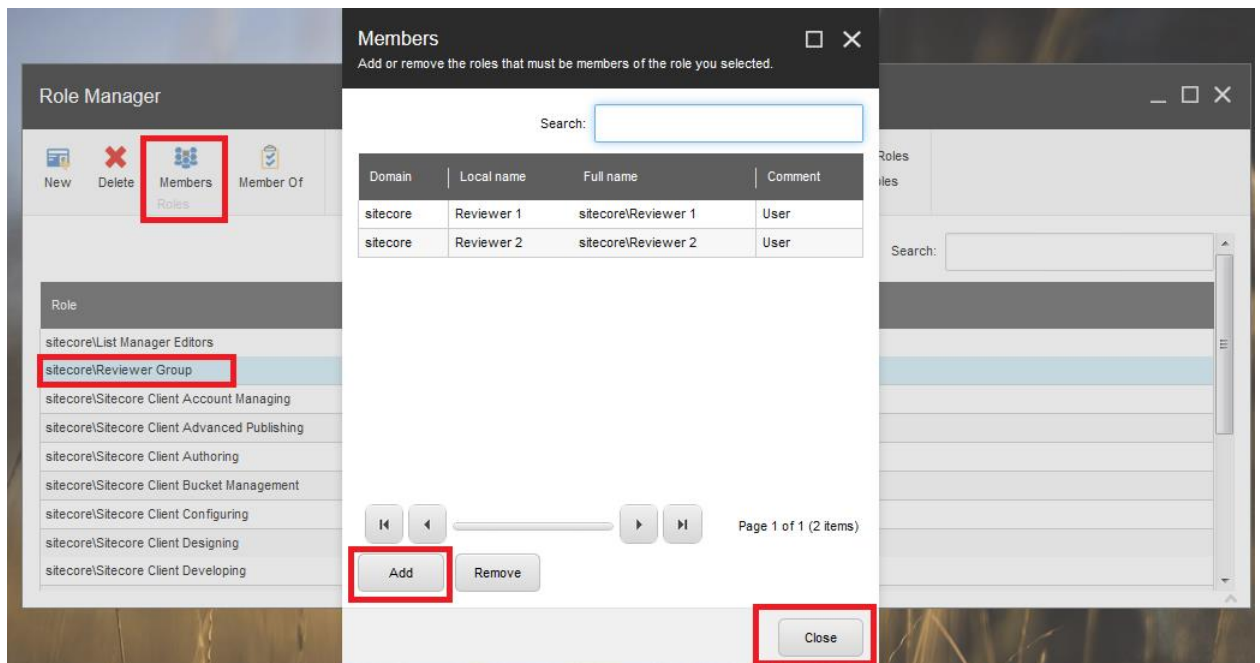 Members
Add or remove the roles that must be members of the role you selected.
Role Manager
Search:
New
Delete
Members
Member Of
Roles
Roles
Domain
Local name
Full name
Comment
sitecore
Reviewer 1
sitecore\Reviewer 1
User
sitecore
Reviewer 2
sitecore\Reviewer 2
User
Search:
Role
sitecore\List Manager Editors
sitecore\Reviewer Group
sitecore\Sitecore Client Account Managing
sitecore\Sitecore Client Advanced Publishing
sitecore\Sitecore Client Authoring
sitecore\Sitecore Client Bucket Management
sitecore\Sitecore Client Configuring
sitecore\Sitecore Client Designing
sitecore\Sitecore Client Developing
Page 1 of 1 (2 items)
Add
Remove
Close